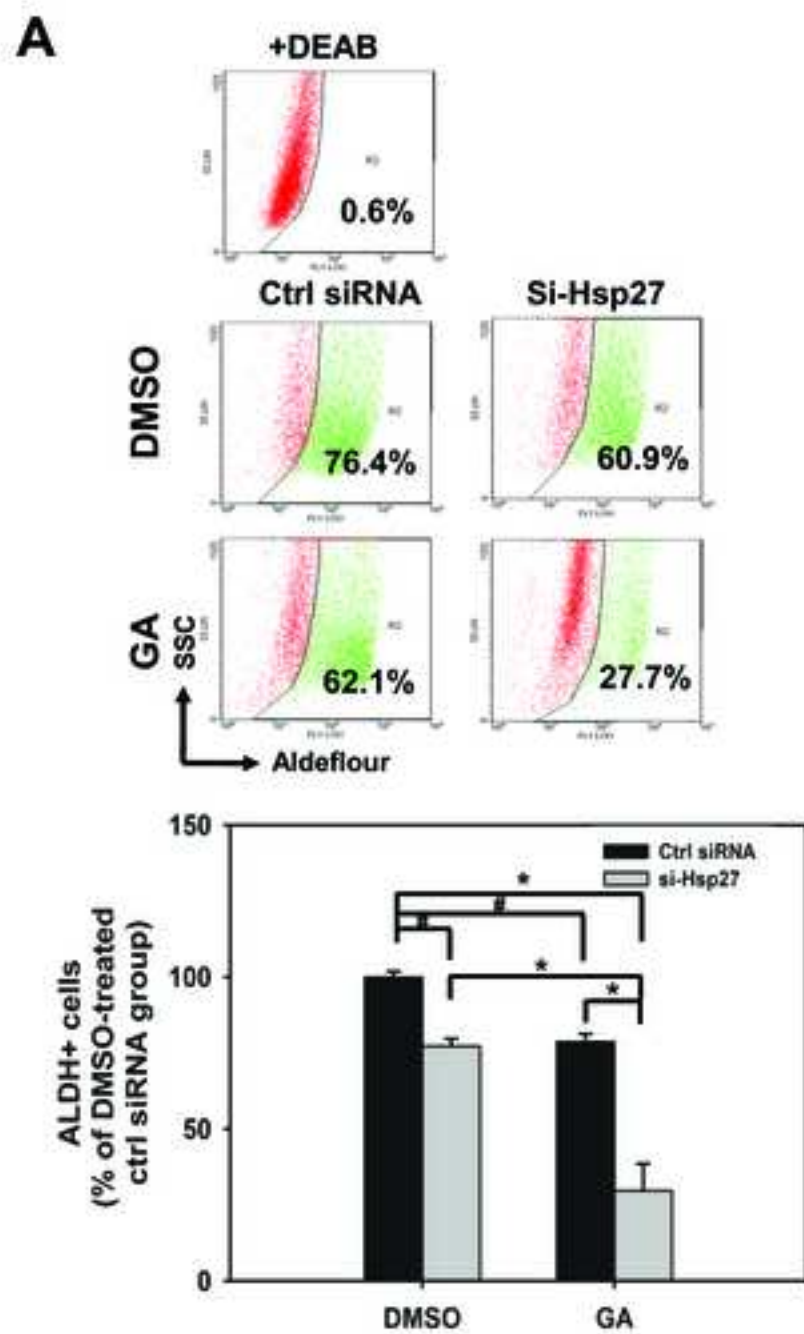 A
+DEAB
0.6%
Ctrl siRNA
Si-Hsp27
DMSO
76.4%
60.9%
GA
SSC
62.1%
27.7%
Aldeflour
150
100
50
0
ALDH+ cells
(% of DMSO-treated
ctrl siRNA group)
Ctrl siRNA
si-Hsp27
*
#
#
*
*
DMSO
GA